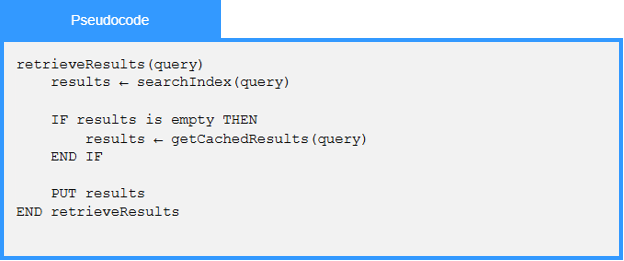 Pseudocode
retrieveResults(query)
    results ← searchIndex(query)
    IF results is empty THEN
        results ← getCachedResults(query)
    END IF
    PUT results
END retrieveResults